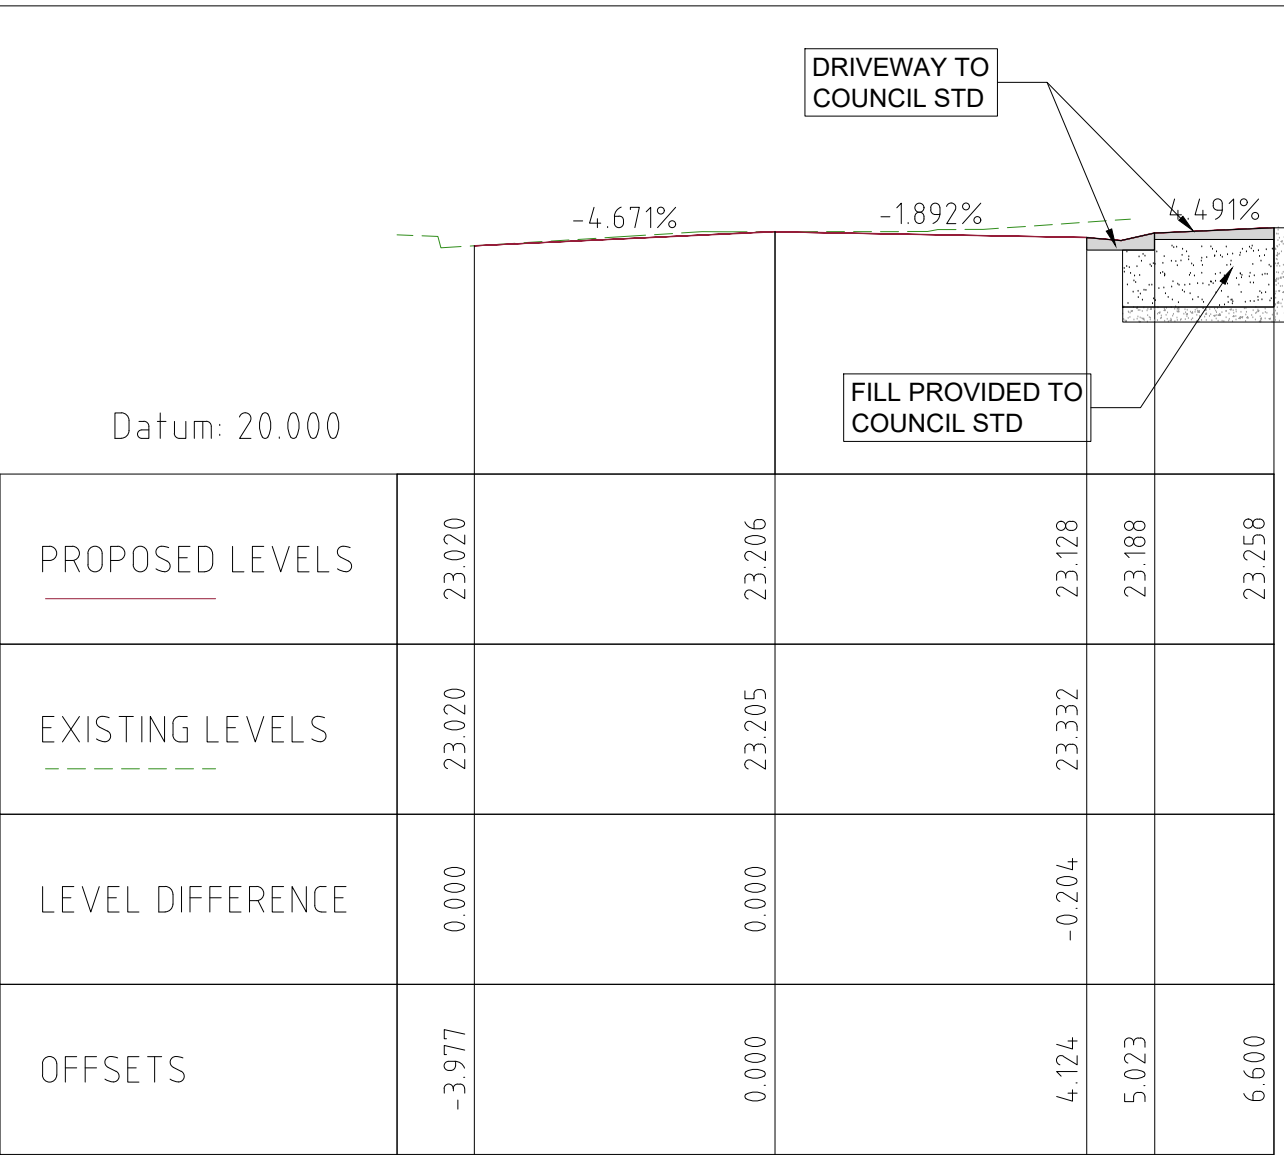 DRIVEWAY TO
COUNCIL STD
-4.671%
-1.892%
4.491%
FILL PROVIDED TO
COUNCIL STD
Datum: 20.000
PROPOSED LEVELS
23.020
23.206
23.128
23.188
23.258
EXISTING LEVELS
23.020
23.205
23.332
LEVEL DIFFERENCE
0.000
0.000
-0.204
OFFSETS
-3.977
0.000
4.124
5.023
6.600